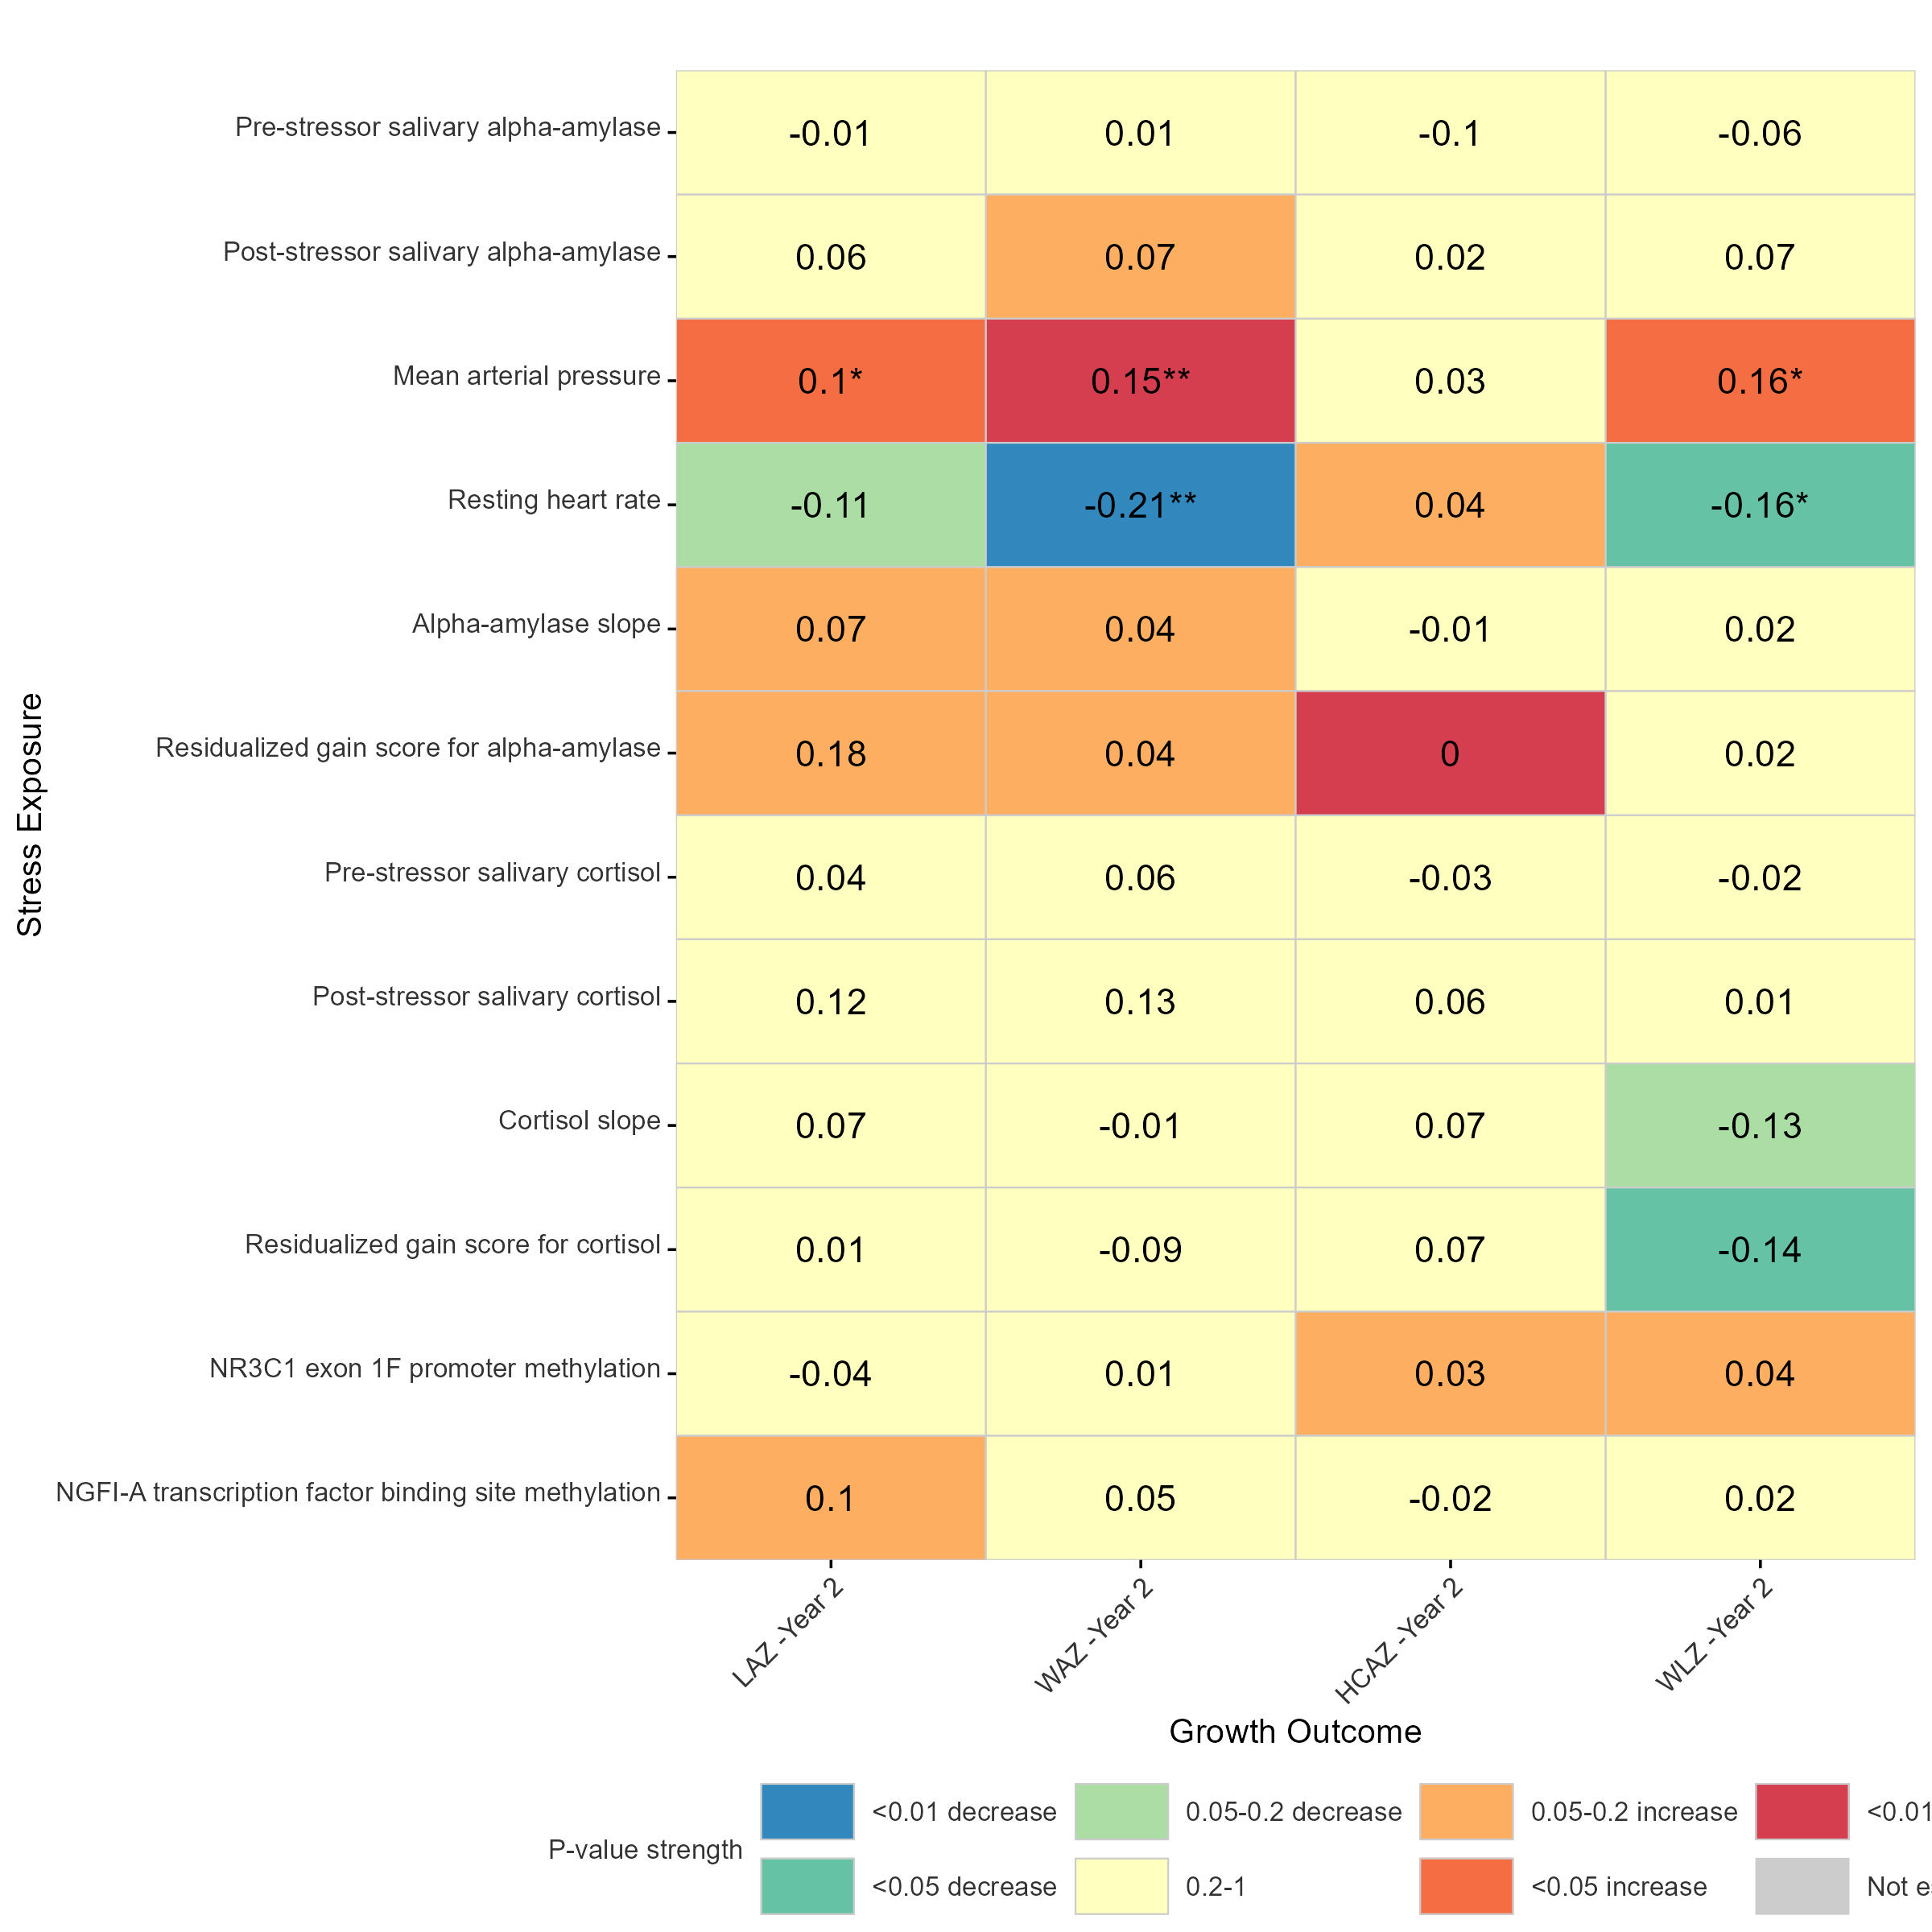 Pre-stressor salivary alpha-amylase -0.01 0.01 -0.1 -0.06
Post-stressor salivary alpha-amylase 0.06 0.07 0.02 0.07
Mean arterial pressure 0.1* 0.15** 0.03 0.16*
Resting heart rate -0.11 -0.21** 0.04 -0.16*
Alpha-amylase slope 0.07 0.04 -0.01 0.02
Residualized gain score for alpha-amylase 0.18 0.04 0 0.02
Pre-stressor salivary cortisol 0.04 0.06 -0.03 -0.02
Post-stressor salivary cortisol 0.12 0.13 0.06 0.01
Cortisol slope 0.07 -0.01 0.07 -0.13
Residualized gain score for cortisol 0.01 -0.09 0.07 -0.14
NR3C1 exon 1F promoter methylation -0.04 0.01 0.03 0.04
NGFI-A transcription factor binding site methylation 0.1 0.05 -0.02 0.02
Stress Exposure
LAZ -Year 2
WAZ -Year 2
HCAZ -Year 2
WLZ -Year 2
Growth Outcome
P-value strength
<0.01 decrease 0.05-0.2 decrease 0.05-0.2 increase <0.01
<0.05 decrease 0.2-1 <0.05 increase Not